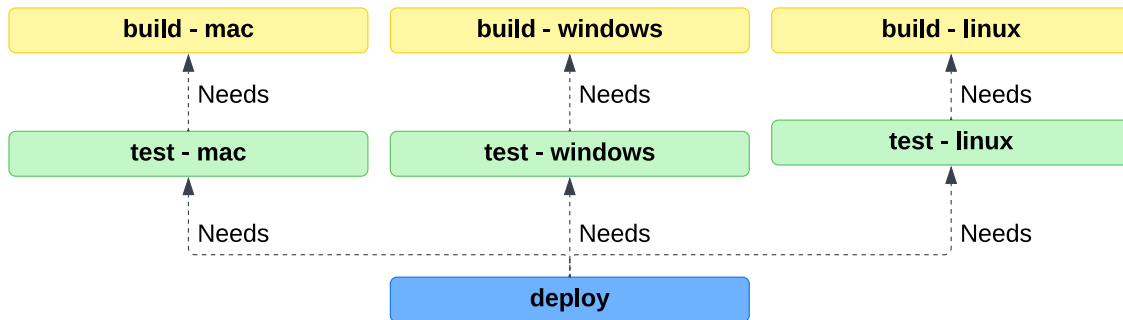 build - mac
build - windows
build - linux
Needs
Needs
Needs
test - mac
test - windows
test - linux
Needs
Needs
Needs
deploy